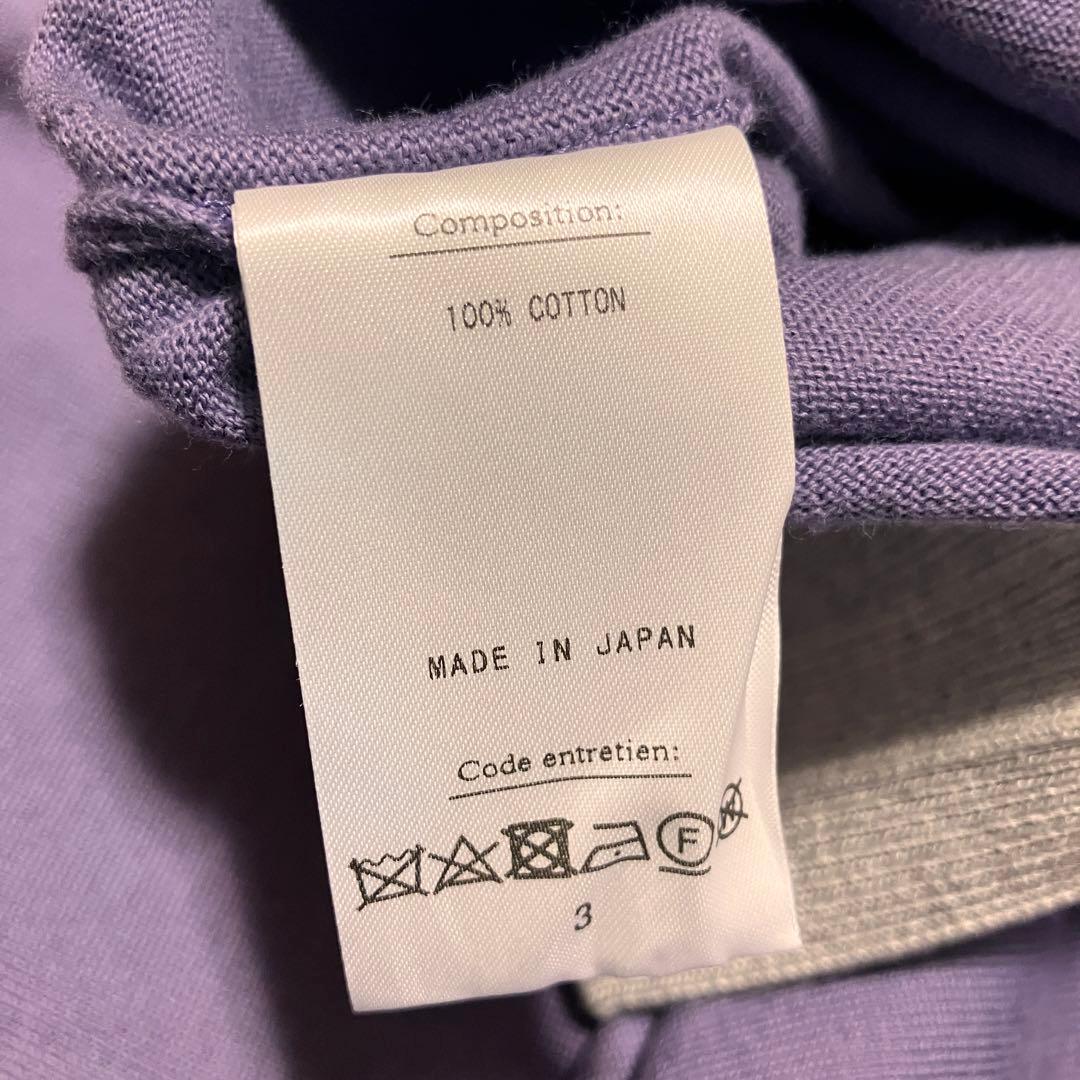 Composition:
100% COTTON
MADE IN JAPAN
Code entretien:
F W
3